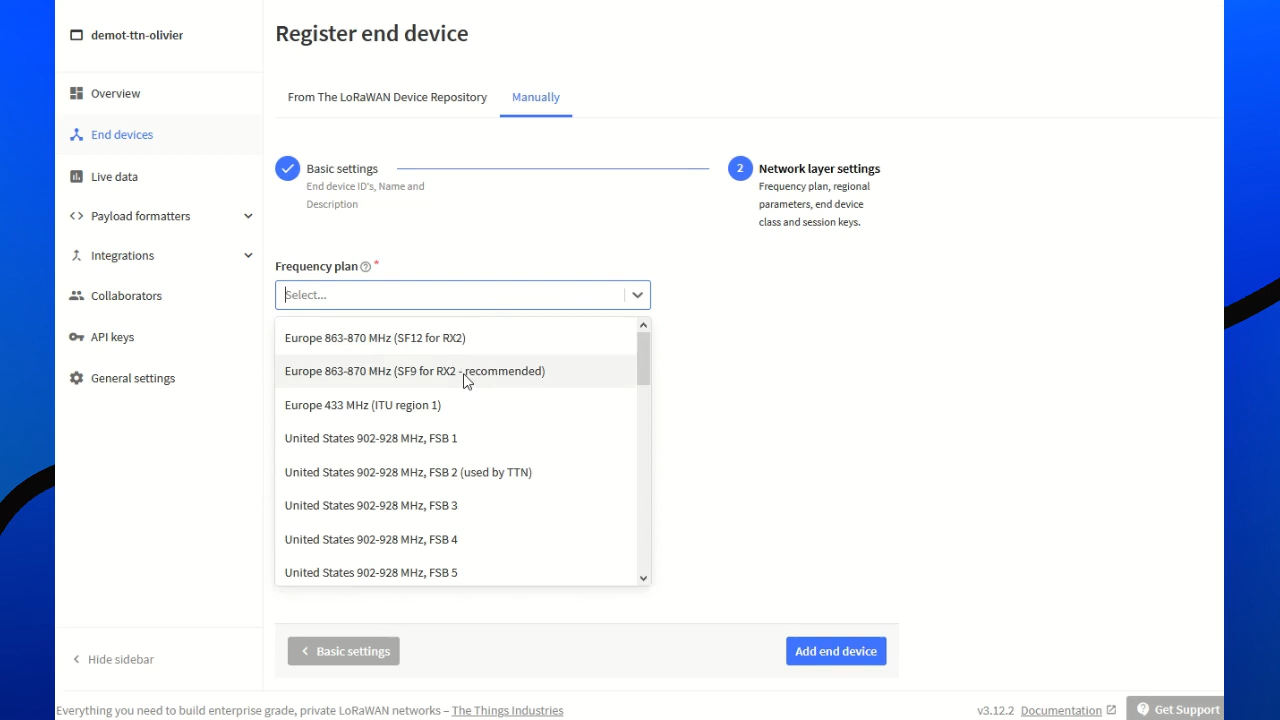 demot-ttn-olivier
Overview
End devices
Live data
Payload formatters
Integrations
Collaborators
API keys
General settings
Hide sidebar
Register end device
From The LoRaWAN Device Repository
Manually
Basic settings
End device ID's, Name and
Description
2
Network layer settings
Frequency plan, regional
parameters, end device
class and session keys.
Frequency plan ? *
Select...
Europe 863-870 MHz (SF12 for RX2)
Europe 863-870 MHz (SF9 for RX2 - recommended)
Europe 433 MHz (ITU region 1)
United States 902-928 MHz, FSB 1
United States 902-928 MHz, FSB 2 (used by TTN)
United States 902-928 MHz, FSB 3
United States 902-928 MHz, FSB 4
United States 902-928 MHz, FSB 5
Basic settings
Add end device
Everything you need to build enterprise grade, private LoRaWAN networks – The Things Industries
v3.12.2 Documentation
Get Support